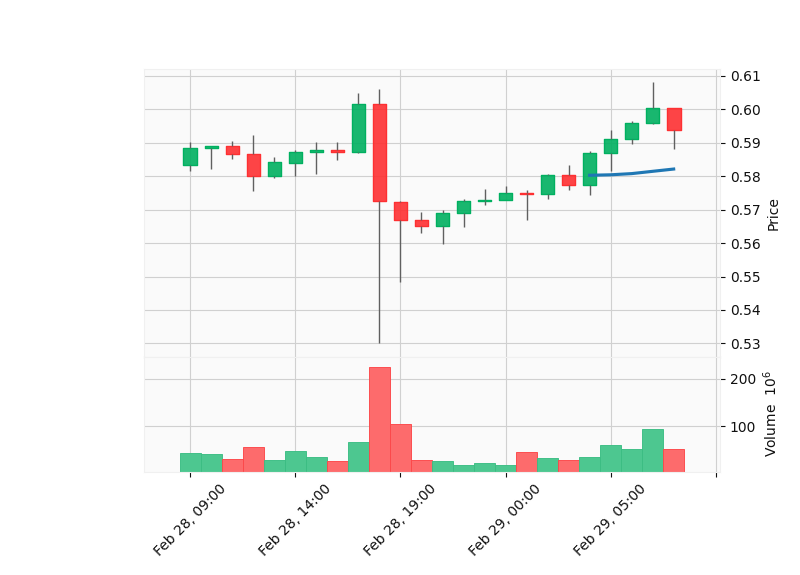 0.61
0.60
0.59
0.58
0.57
0.56
0.55
0.54
0.53
Price
200
100
Volume 10⁶
Feb 28, 09:00
Feb 28, 14:00
Feb 28, 19:00
Feb 29, 00:00
Feb 29, 05:00